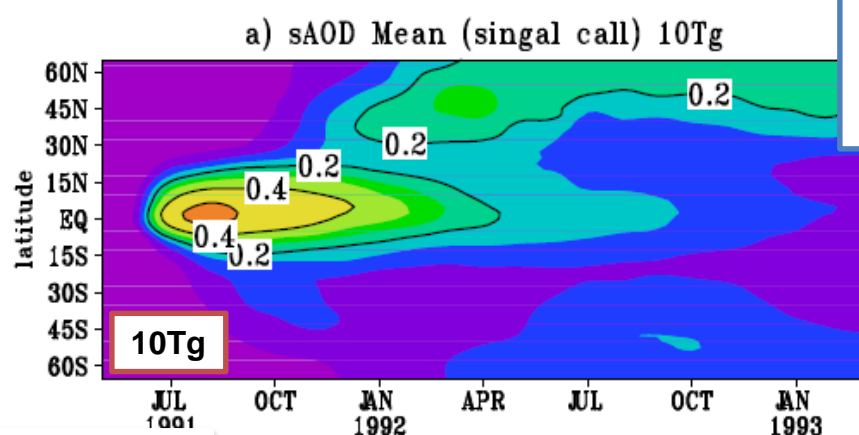 a) sAOD Mean (singal call) 10Tg
latitude
60N
45N
30N
15N
EQ
15S
30S
45S
60S
0.2
0.2
0.2
0.4
0.4
0.2
10Tg
JUL OCT JAN APR JUL OCT JAN
1991 1992 1993